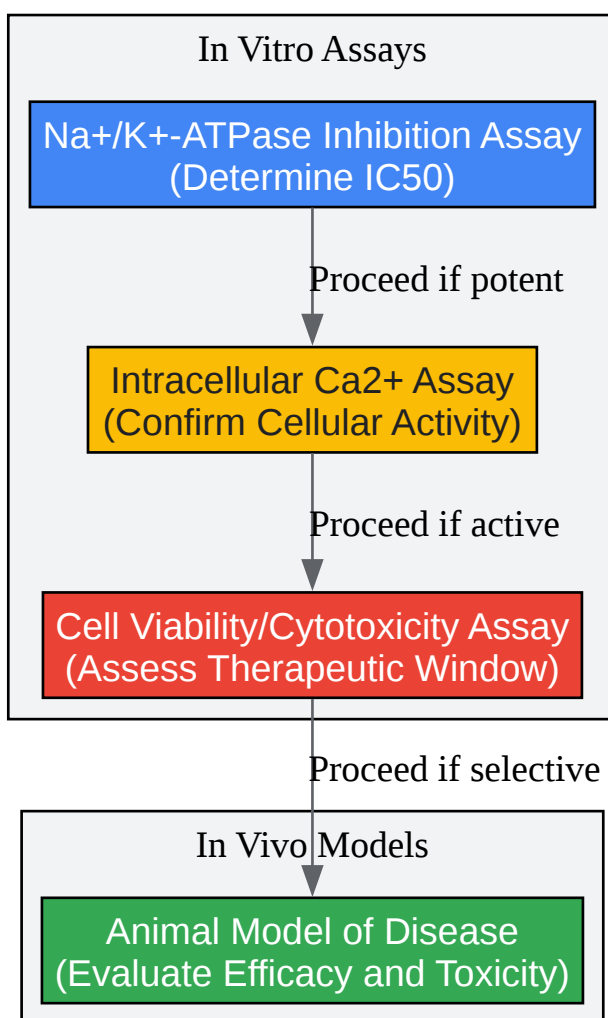 In Vitro Assays
Na+/K+-ATPase Inhibition Assay
(Determine IC50)
Proceed if potent
Intracellular Ca2+ Assay
(Confirm Cellular Activity)
Proceed if active
Cell Viability/Cytotoxicity Assay
(Assess Therapeutic Window)
Proceed if selective
In Vivo Models
Animal Model of Disease
(Evaluate Efficacy and Toxicity)